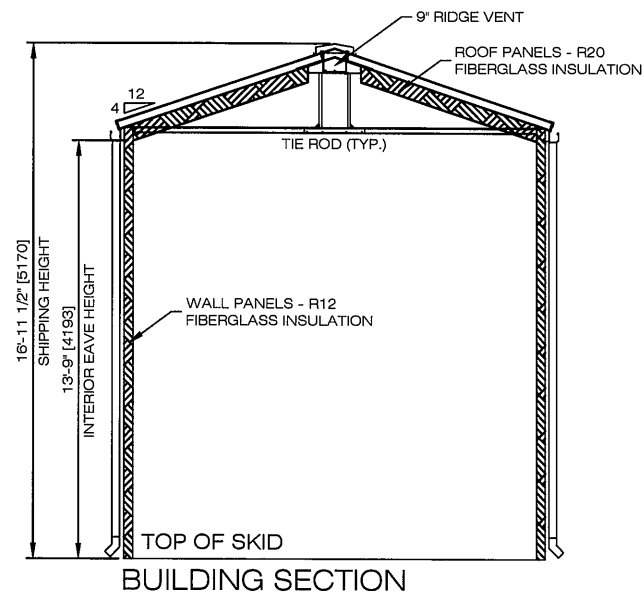 9" RIDGE VENT
ROOF PANELS - R20
FIBERGLASS INSULATION
12
4
TIE ROD (TYP.)
16'-11 1/2" [5170]
SHIPPING HEIGHT
13'-9" [4193]
INTERIOR EAVE HEIGHT
WALL PANELS - R12
FIBERGLASS INSULATION
TOP OF SKID
BUILDING SECTION